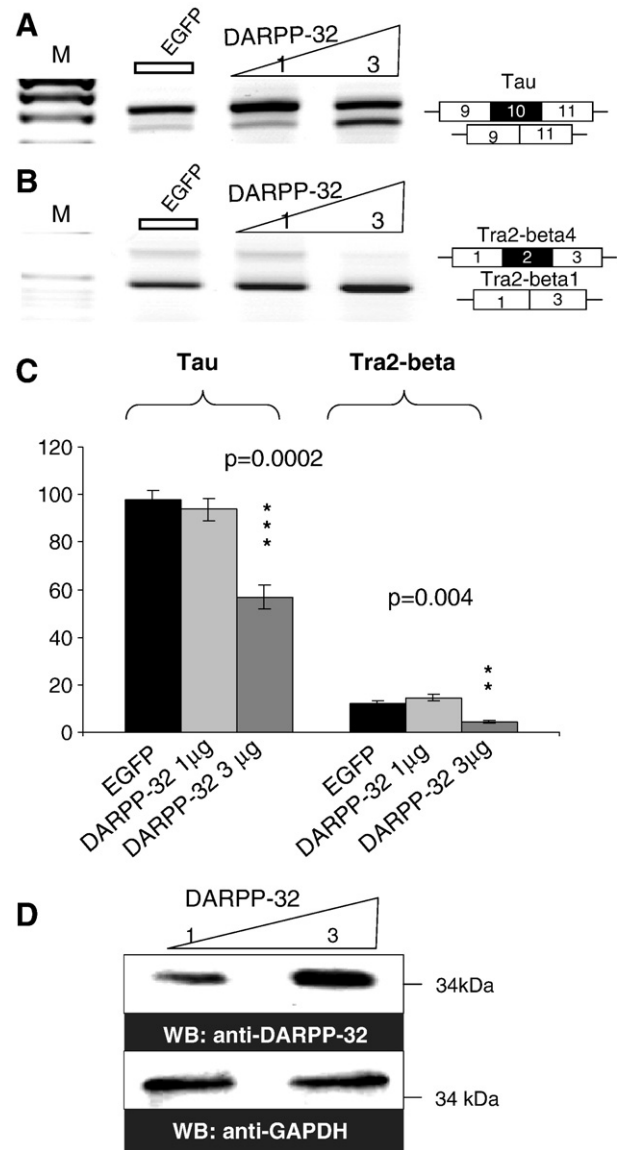 A
M
EGFP
DARPP-32
1 3
Tau
9 10 11
9 11
B
M
EGFP
DARPP-32
1 3
Tra2-beta4
1 2 3
Tra2-beta1
1 3
C
Tau Tra2-beta
120
100
80
60
40
20
0
p=0.0002
***
p=0.004
**
EGFP
DARPP-32 1µg
DARPP-32 3 µg
EGFP
DARPP-32 1µg
DARPP-32 3µg
D
DARPP-32
1 3
34kDa
WB: anti-DARPP-32
34 kDa
WB: anti-GAPDH